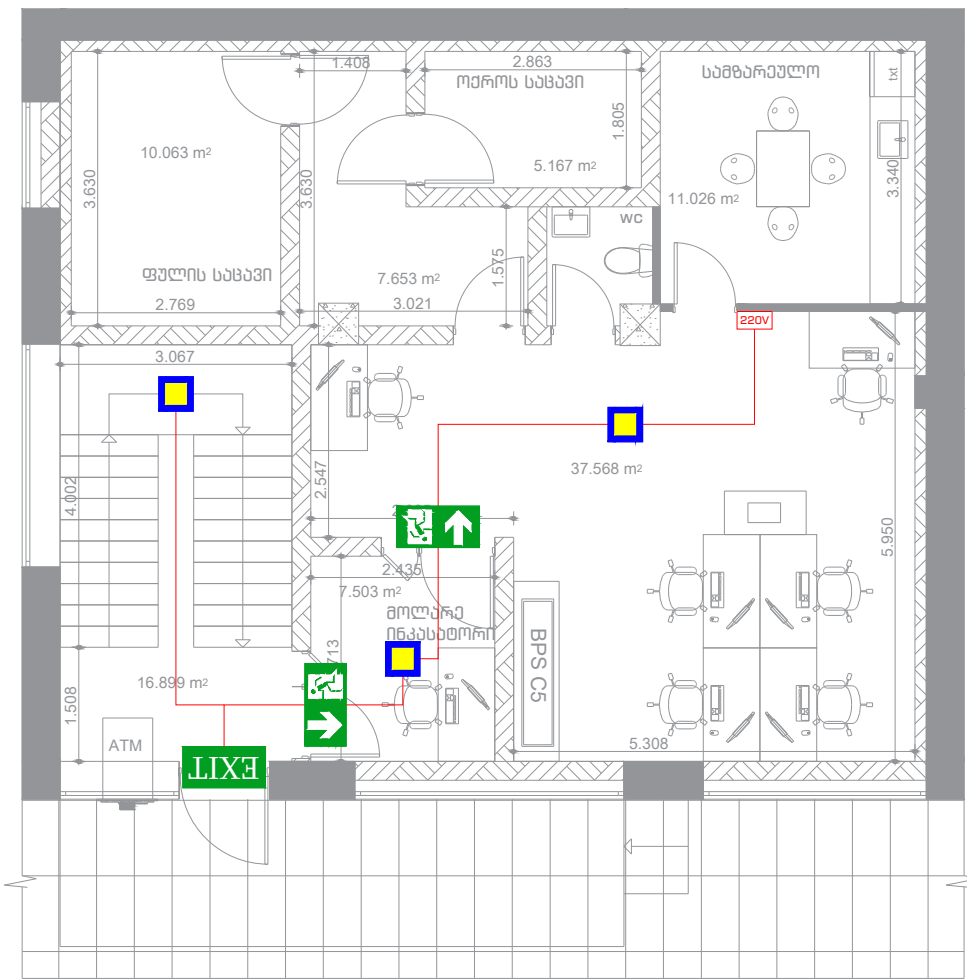 1.408
2.863
ოქროს საცავი
სამზარეულო
txt
1.805
10.063 m²
5.167 m²
3.630
3.630
11.026 m²
3.340
WC
ფულის საცავი
7.653 m²
1.575
2.769
3.021
220V
3.067
37.568 m²
2.547
4.002
5.950
2.435
7.503 m²
მოლარე
ინკასატორი
713
BPS C5
16.899 m²
1.508
ATM
5.308
EXIT